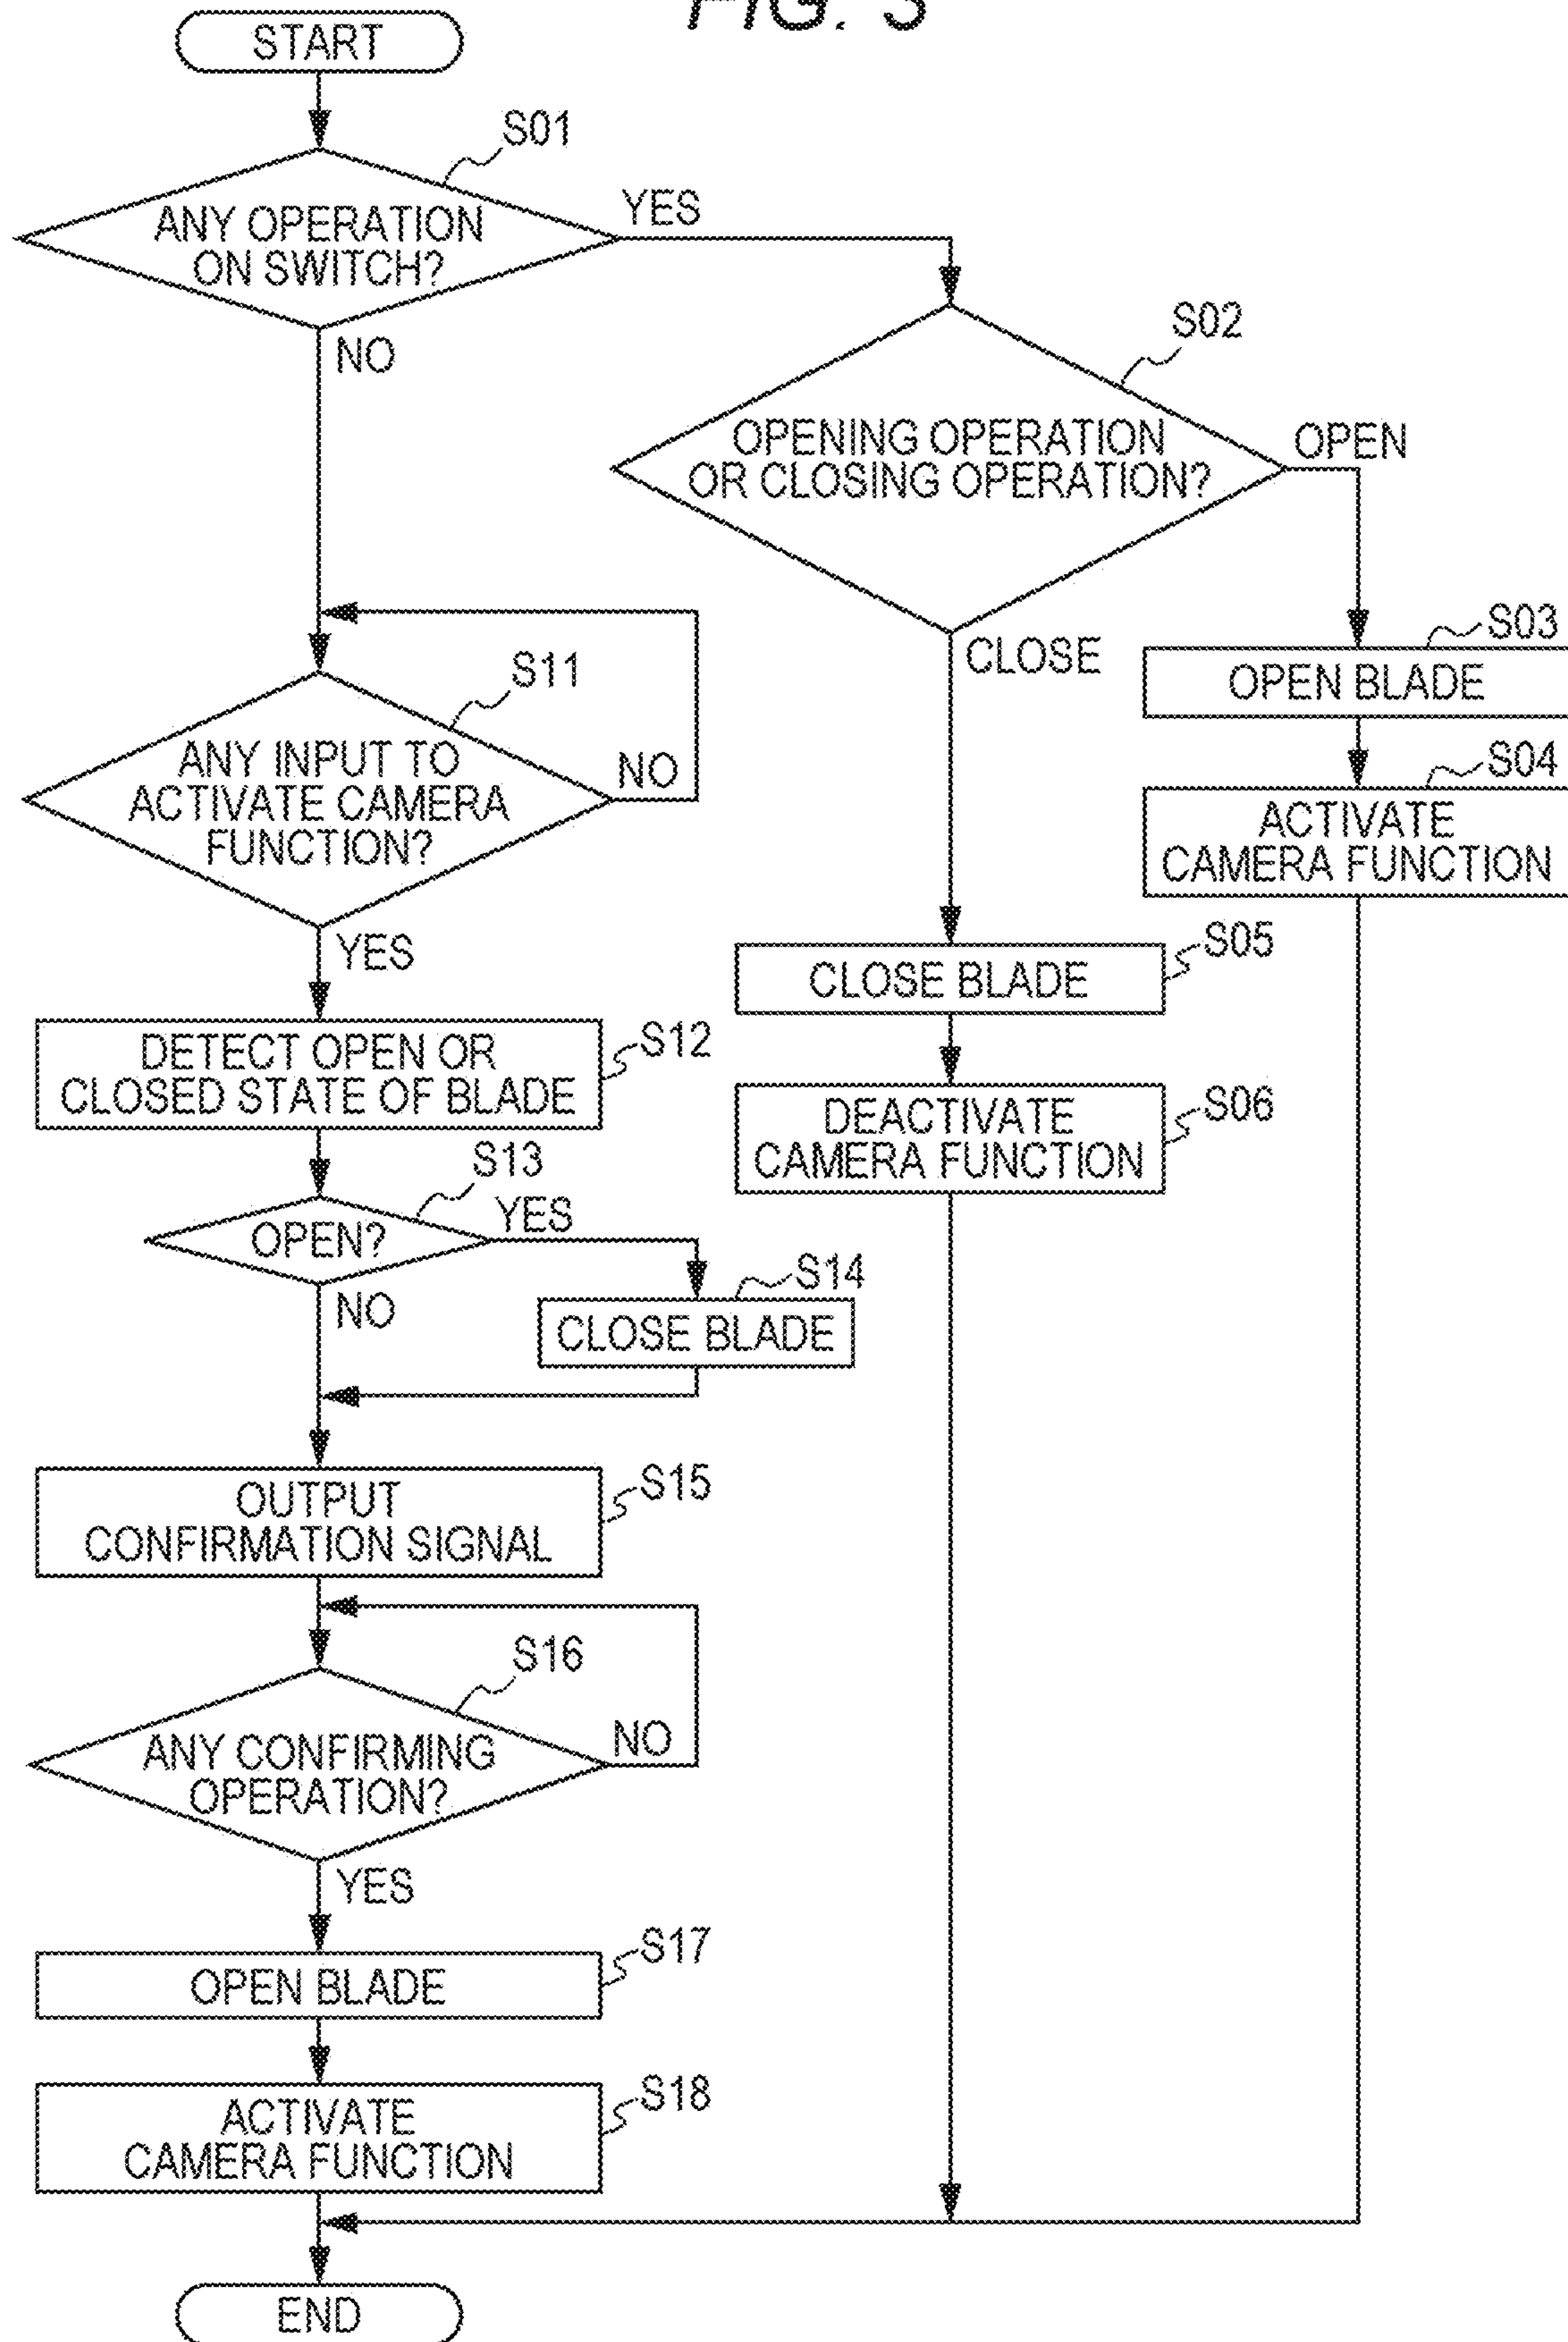 FIG. 3
START
S01
ANY OPERATION
ON SWITCH?
YES
NO
S02
OPENING OPERATION
OR CLOSING OPERATION?
OPEN
CLOSE
S03
OPEN BLADE
S04
ACTIVATE
CAMERA FUNCTION
S11
ANY INPUT TO
ACTIVATE CAMERA
FUNCTION?
NO
YES
S05
CLOSE BLADE
S06
DEACTIVATE
CAMERA FUNCTION
S12
DETECT OPEN OR
CLOSED STATE OF BLADE
S13
OPEN?
YES
NO
S14
CLOSE BLADE
S15
OUTPUT
CONFIRMATION SIGNAL
S16
ANY CONFIRMING
OPERATION?
NO
YES
S17
OPEN BLADE
S18
ACTIVATE
CAMERA FUNCTION
END